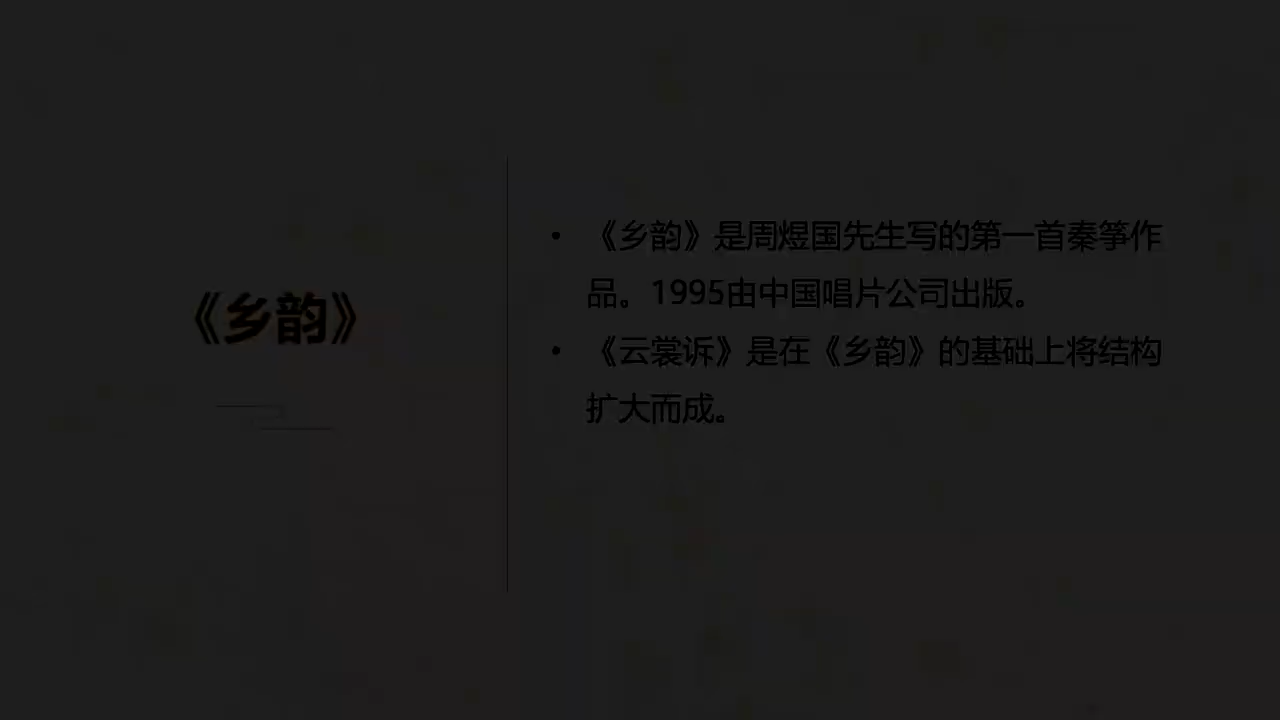 《乡韵》
• 《乡韵》是周煜国先生写的第一首秦筝作
品。1995由中国唱片公司出版。
• 《云裳诉》是在《乡韵》的基础上将结构
扩大而成。